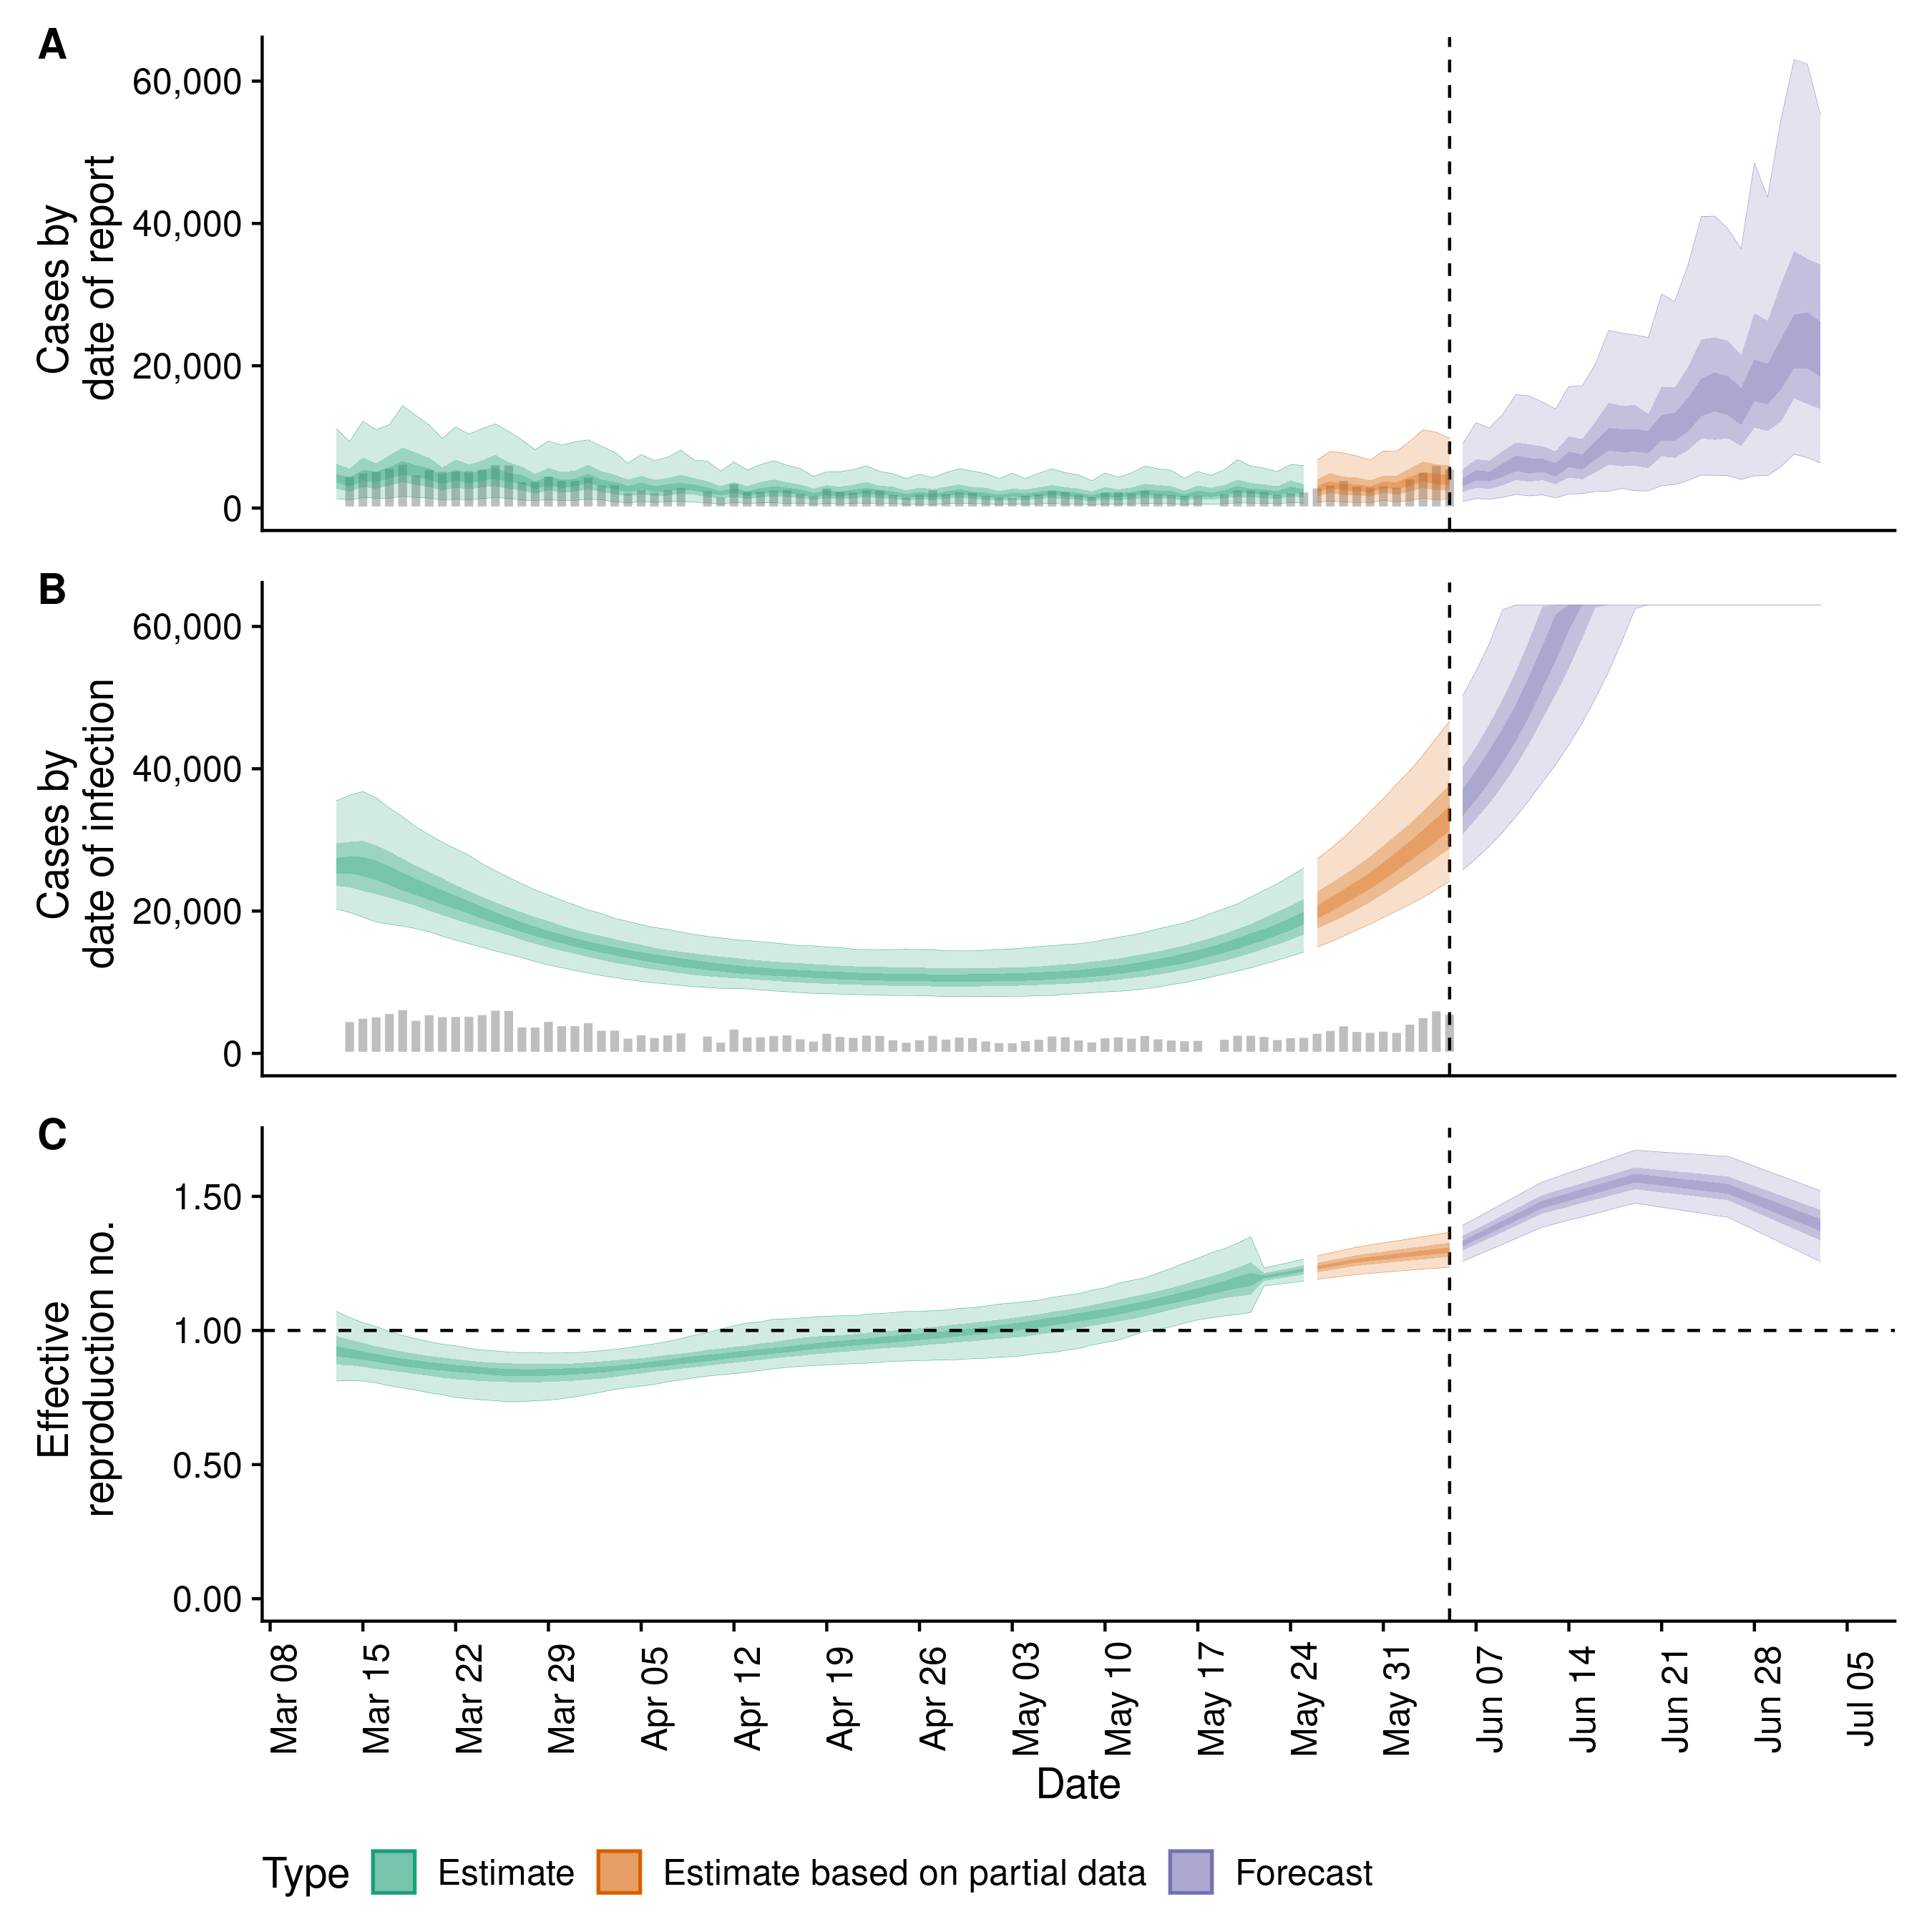 A
Cases by
date of report
60,000
40,000
20,000
0
B
Cases by
date of infection
60,000
40,000
20,000
0
C
Effective
reproduction no.
1.50
1.00
0.50
0.00
Mar 08
Mar 15
Mar 22
Mar 29
Apr 05
Apr 12
Apr 19
Apr 26
May 03
May 10
May 17
May 24
May 31
Jun 07
Jun 14
Jun 21
Jun 28
Jul 05
Date
Type Estimate Estimate based on partial data Forecast